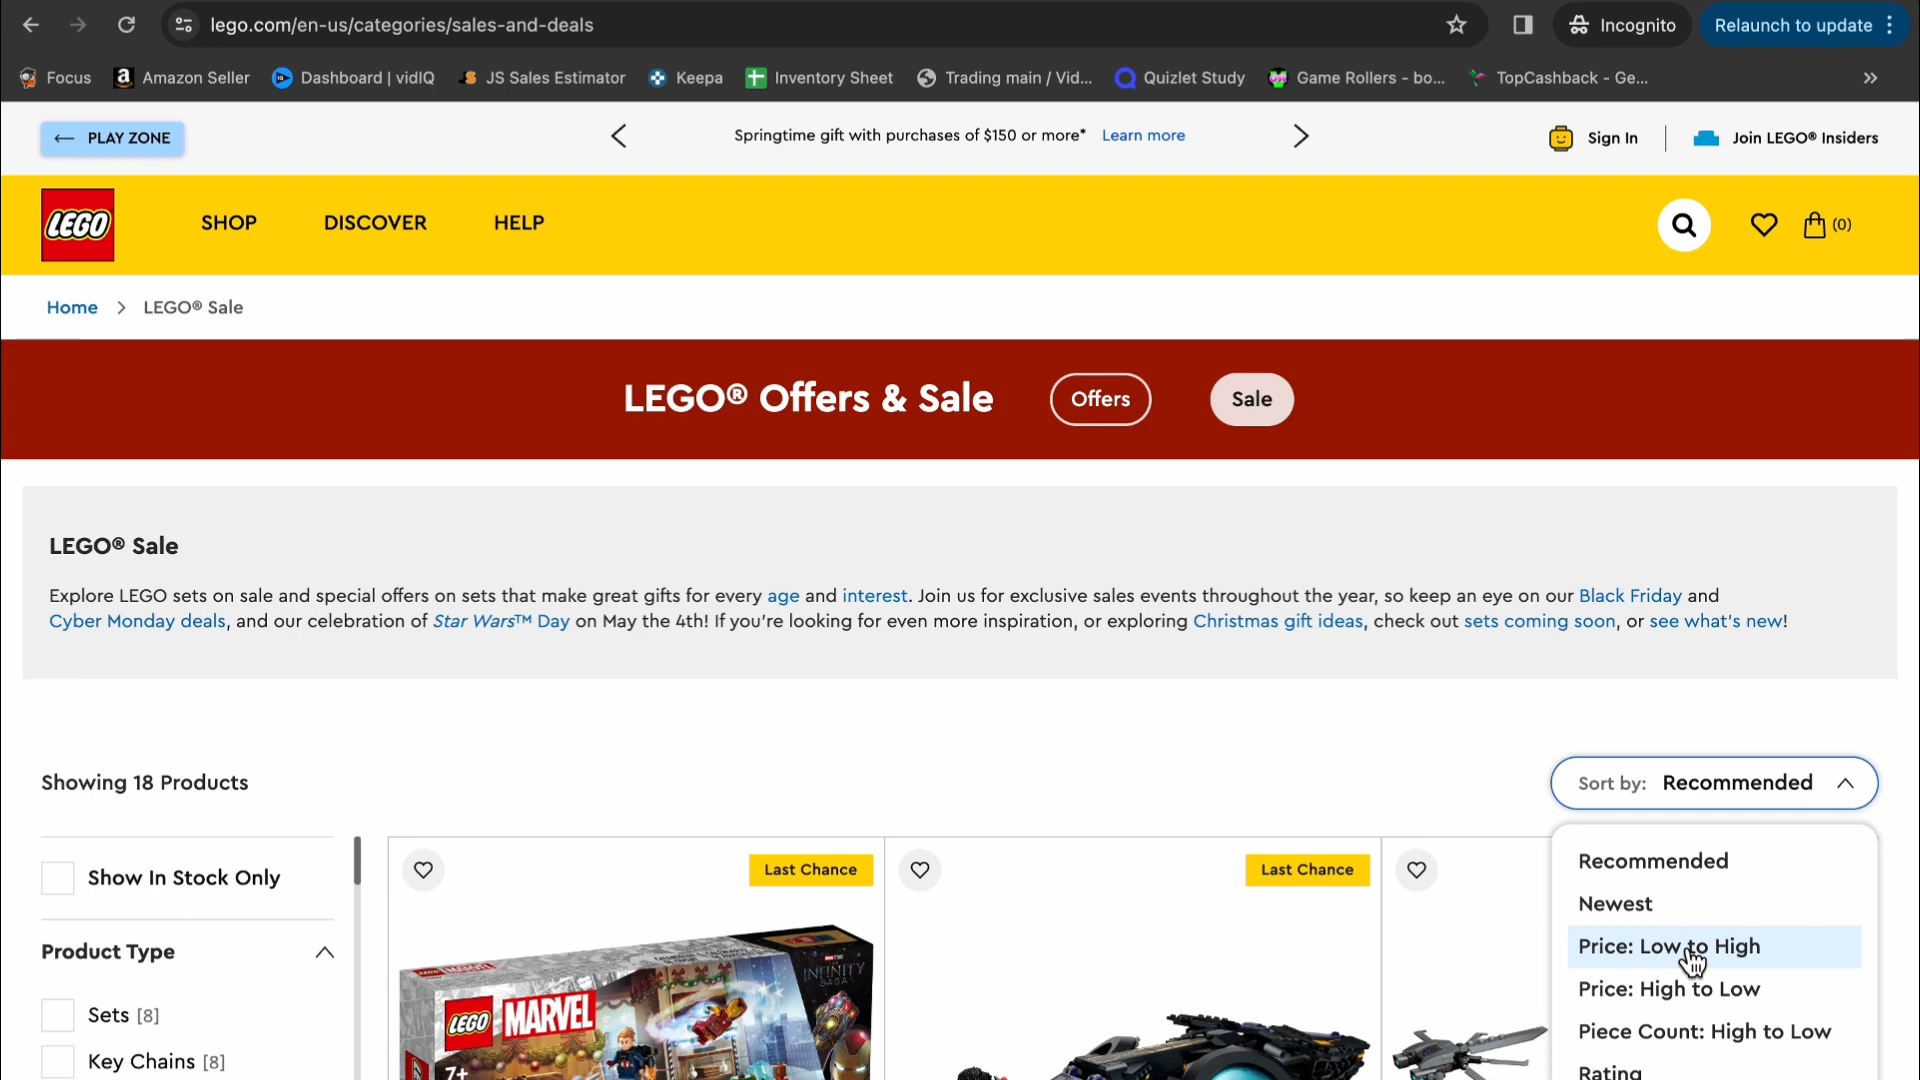 lego.com/en-us/categories/sales-and-deals
Incognito
Relaunch to update
Focus
Amazon Seller
Dashboard | vidIQ
JS Sales Estimator
Keepa
Inventory Sheet
Trading main / Vid...
Quizlet Study
Game Rollers - bo...
TopCashback - Ge...
PLAY ZONE
Springtime gift with purchases of $150 or more* Learn more
Sign In
Join LEGO® Insiders
LEGO
SHOP
DISCOVER
HELP
(0)
Home > LEGO® Sale
LEGO® Offers & Sale
Offers
Sale
LEGO® Sale
Explore LEGO sets on sale and special offers on sets that make great gifts for every age and interest. Join us for exclusive sales events throughout the year, so keep an eye on our Black Friday and
Cyber Monday deals, and our celebration of Star Wars™ Day on May the 4th! If you're looking for even more inspiration, or exploring Christmas gift ideas, check out sets coming soon, or see what's new!
Showing 18 Products
Sort by: Recommended
Recommended
Newest
Price: Low to High
Price: High to Low
Piece Count: High to Low
Rating
Show In Stock Only
Product Type
Sets [8]
Key Chains [8]
Last Chance
Last Chance
LEGO MARVEL
THE INFINITY SAGA
7+